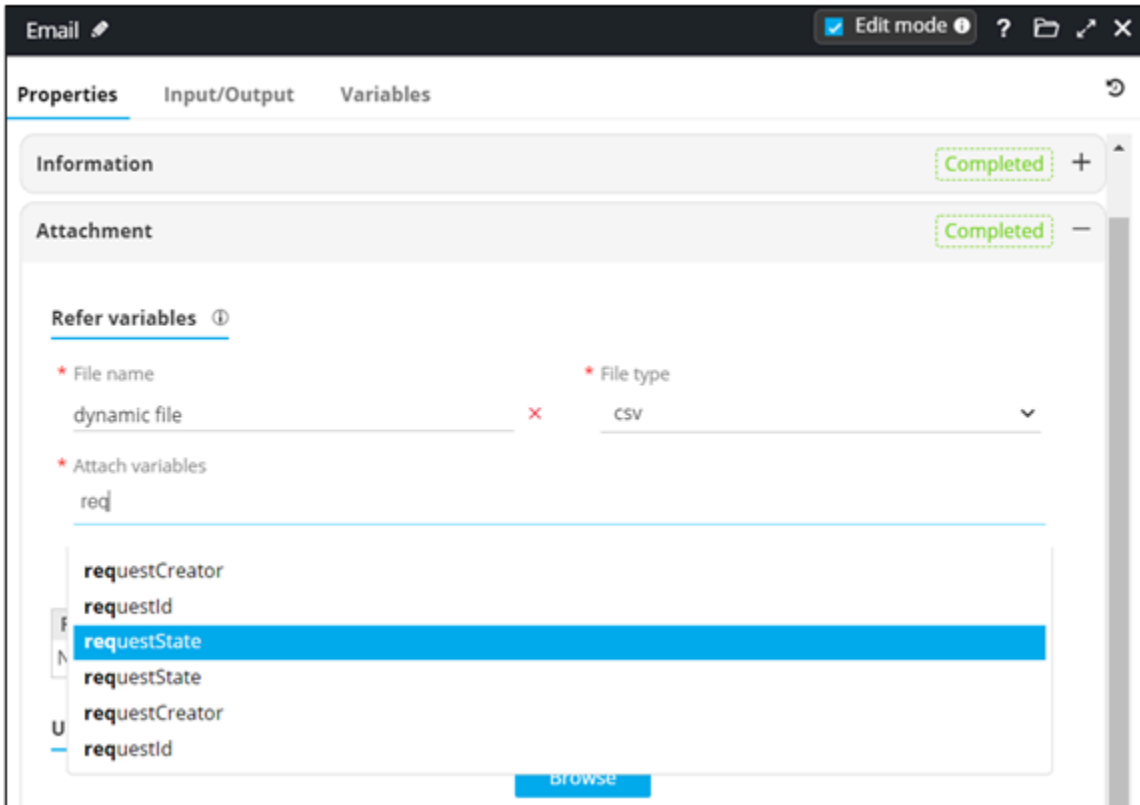 Email Edit mode ?
Properties Input/Output Variables
Information Completed
Attachment Completed
Refer variables
* File name * File type
dynamic file csv
* Attach variables
req
requestCreator
requestId
requestState
requestState
requestCreator
requestId
Browse